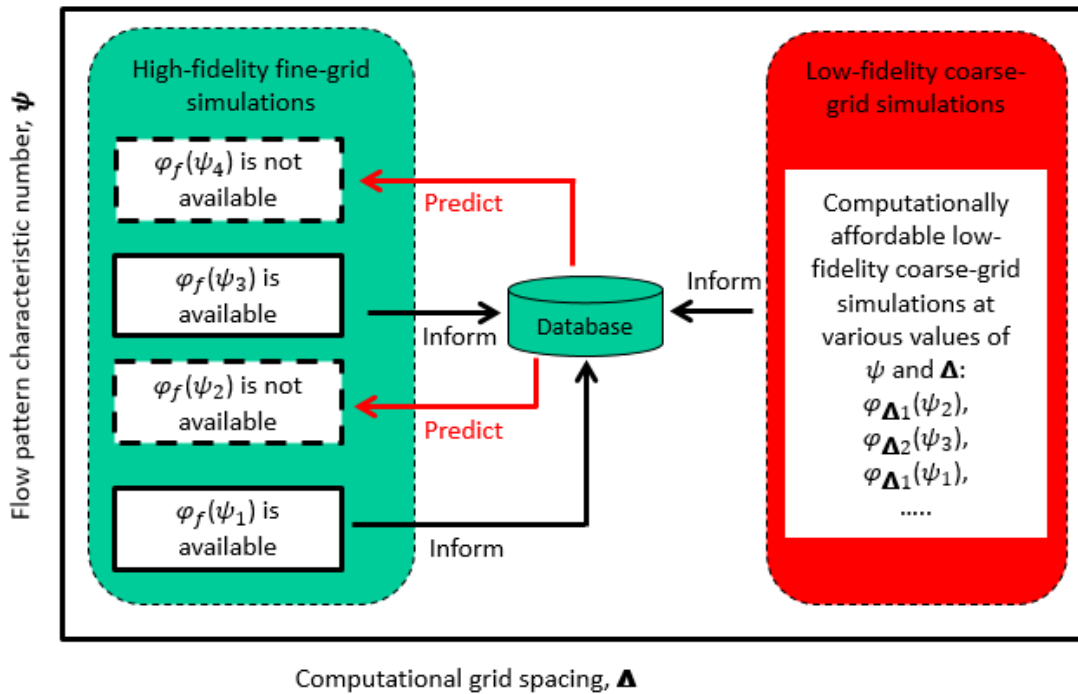 Flow pattern characteristic number, ψ
High-fidelity fine-grid
simulations
φ_f(ψ_4) is not
available
φ_f(ψ_3) is
available
φ_f(ψ_2) is not
available
φ_f(ψ_1) is
available
Predict
Inform
Predict
Inform
Database
Inform
Low-fidelity coarse-
grid simulations
Computationally
affordable low-
fidelity coarse-grid
simulations at
various values of
ψ and Δ:
φ_Δ1(ψ_2),
φ_Δ2(ψ_3),
φ_Δ1(ψ_1),
.....
Computational grid spacing, Δ